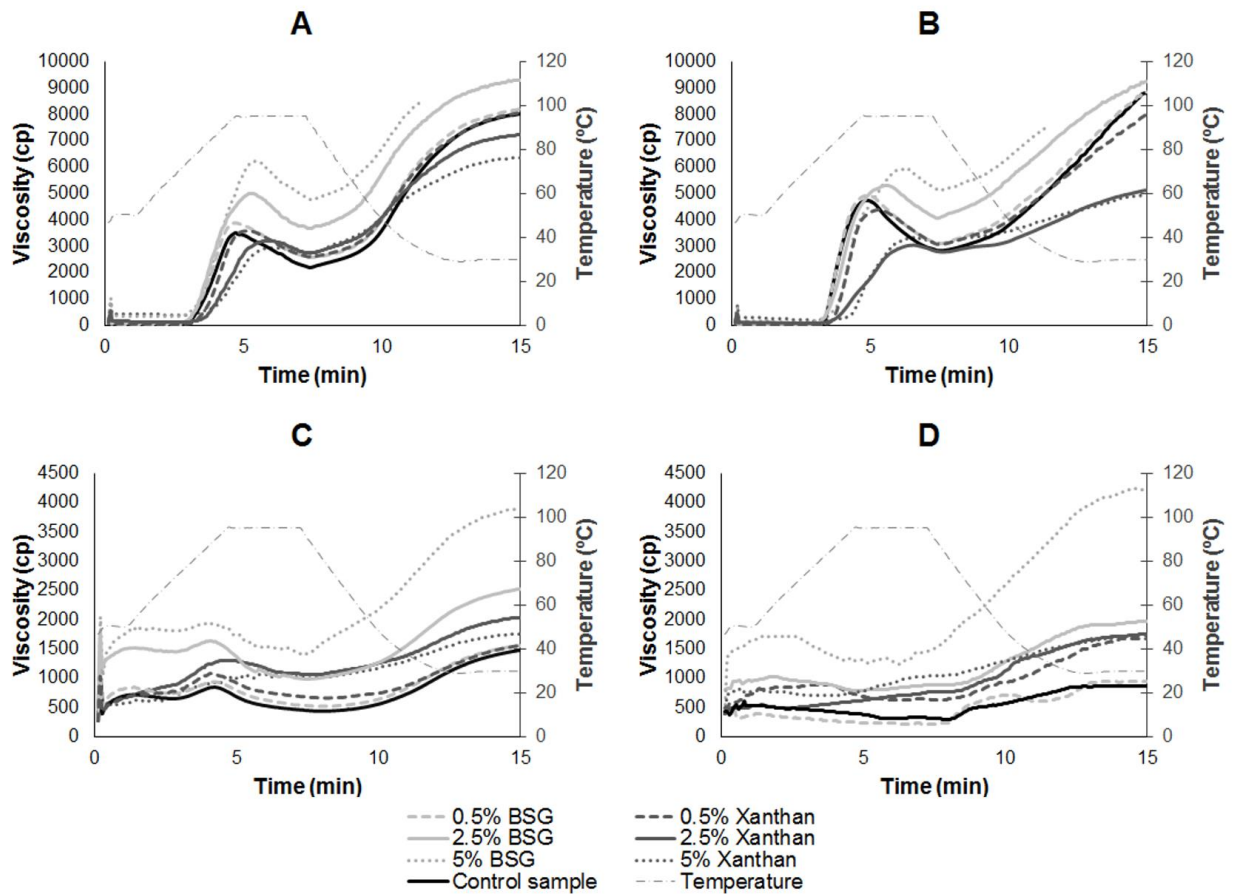 A
B
10000
9000
8000
7000
6000
5000
4000
3000
2000
1000
0
Viscosity (cp)
120
100
80
60
40
20
0
Temperature (ºC)
0 5 10 15
Time (min)
10000
9000
8000
7000
6000
5000
4000
3000
2000
1000
0
Viscosity (cp)
120
100
80
60
40
20
0
Temperature (ºC)
0 5 10 15
Time (min)
C
D
4500
4000
3500
3000
2500
2000
1500
1000
500
0
Viscosity (cp)
120
100
80
60
40
20
0
Temperature (ºC)
0 5 10 15
Time (min)
4500
4000
3500
3000
2500
2000
1500
1000
500
0
Viscosity (cp)
120
100
80
60
40
20
0
Temperature (ºC)
0 5 10 15
Time (min)
0.5% BSG 0.5% Xanthan
2.5% BSG 2.5% Xanthan
5% BSG 5% Xanthan
Control sample Temperature